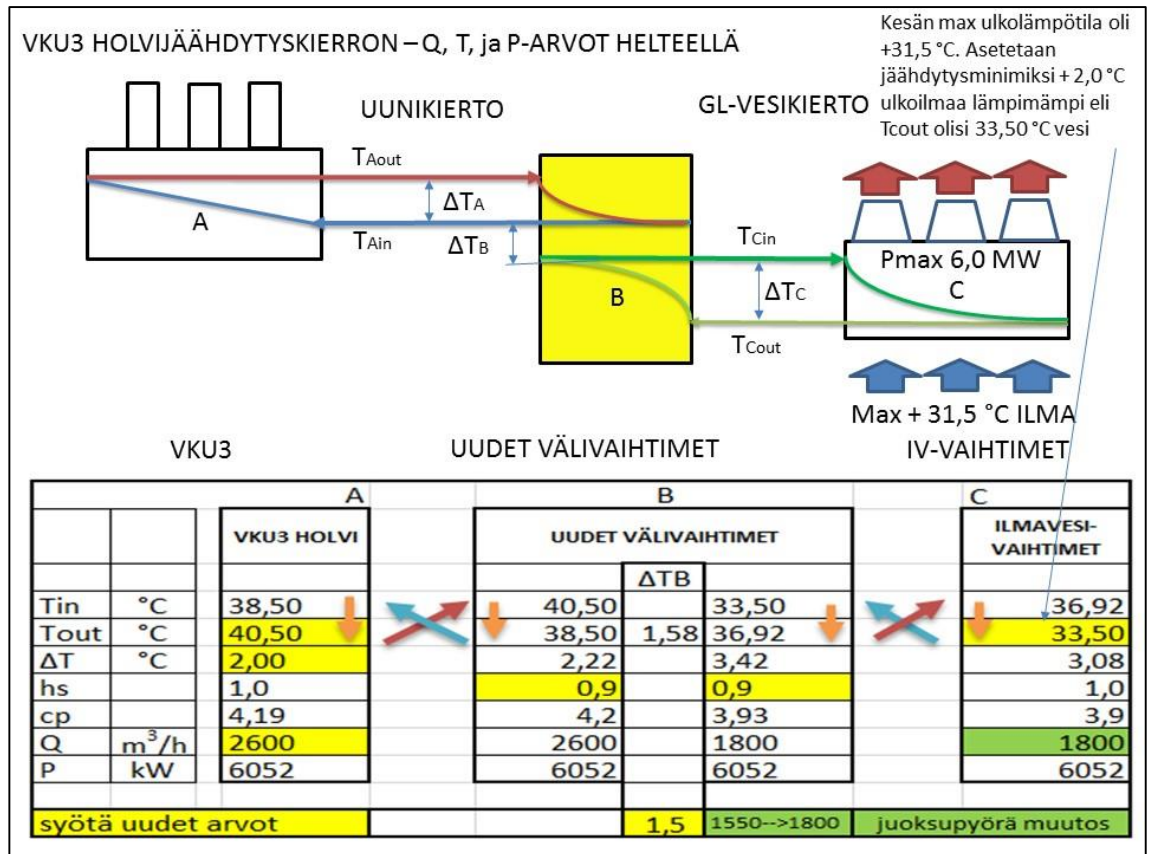 VKU3 HOLVIJÄÄHDYTYSKIERRON – Q, T, ja P-ARVOT HELTEELLÄ
Kesän max ulkolämpötila oli
+31,5 °C. Asetetaan
jäähdytysminimiksi + 2,0 °C
ulkoilmaa lämpimämpi eli
Tcout olisi 33,50 °C vesi
UUNIKIERTO
GL-VESIKIERTO
TAout
A
ΔTA
TAin
ΔTB
B
TCin
ΔTC
TCout
Pmax 6,0 MW
C
Max + 31,5 °C ILMA
VKU3
UUDET VÄLIVAIHTIMET
IV-VAIHTIMET
A B C
VKU3 HOLVI UUDET VÄLIVAIHTIMET ILMAVESI-
VAIHTIMET
ΔTB
Tin °C 38,50 40,50 33,50 36,92
Tout °C 40,50 38,50 1,58 36,92 33,50
ΔT °C 2,00 2,22 3,42 3,08
hs 1,0 0,9 0,9 1,0
cp 4,19 4,2 3,93 3,9
Q m³/h 2600 2600 1800 1800
P kW 6052 6052 6052 6052
syötä uudet arvot 1,5 1550-->1800 juoksupyörä muutos